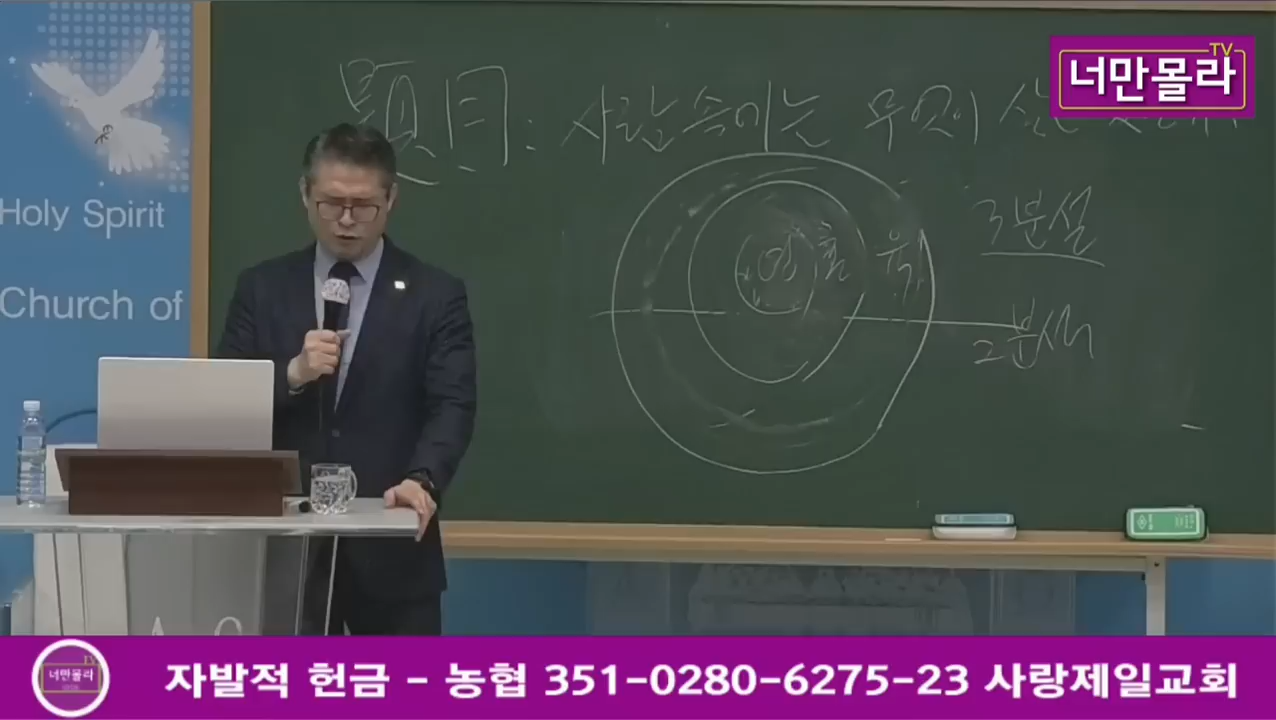 너만몰라 TV
題目: 사람속에는 무엇이
Holy Spirit
Church of
영 혼 육
3분설
2분설
너만몰라 TV
자발적 헌금 - 농협 351-0280-6275-23 사랑제일교회